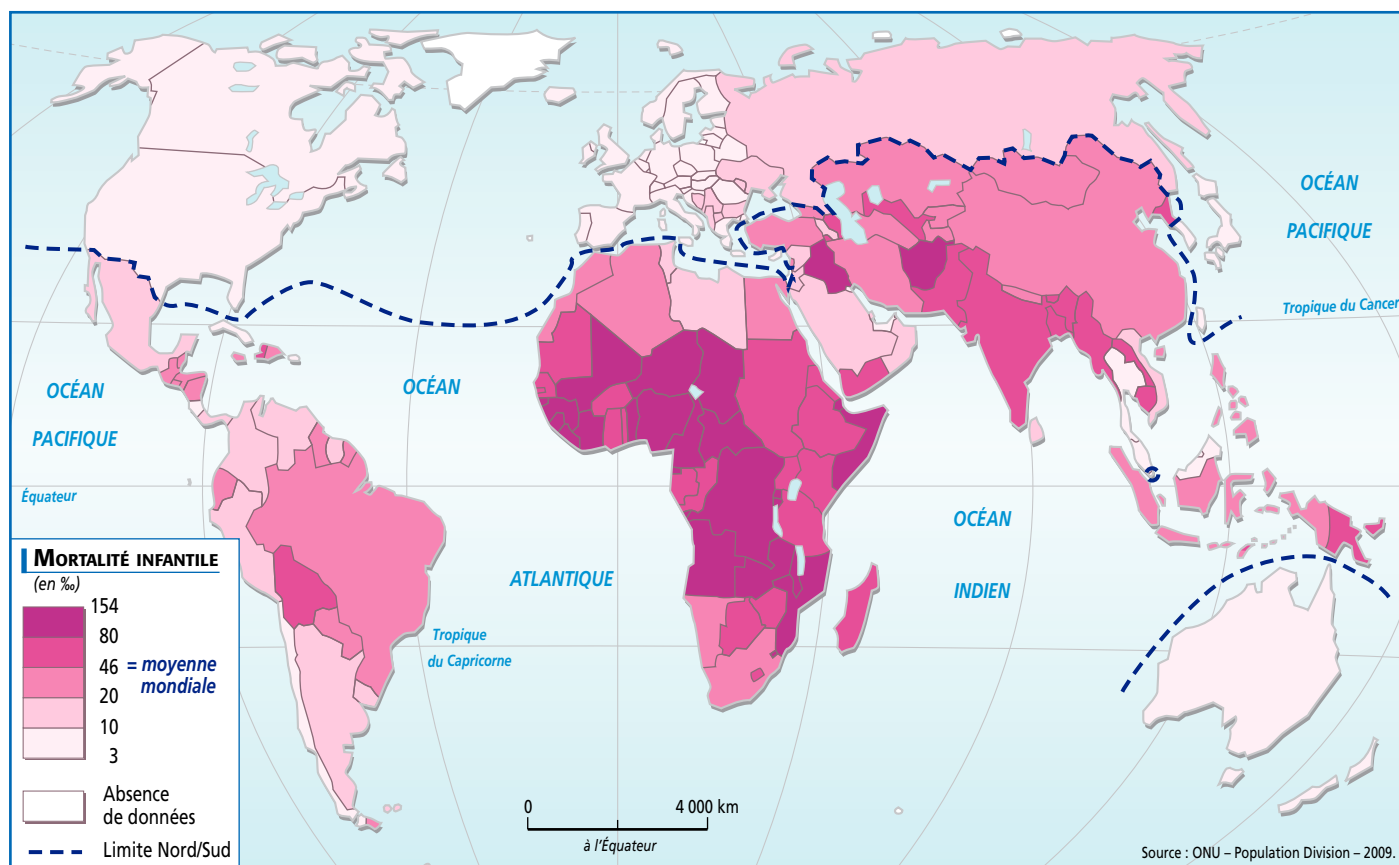 OCÉAN
PACIFIQUE
Tropique du Cancer
OCÉAN
PACIFIQUE
OCÉAN
ATLANTIQUE
Équateur
OCÉAN
INDIEN
Tropique
du Capricorne
MORTALITÉ INFANTILE
(en ‰)
154
80
46 = moyenne
mondiale
20
10
3
Absence
de données
Limite Nord/Sud
0 4 000 km
à l'Équateur
Source : ONU – Population Division – 2009.